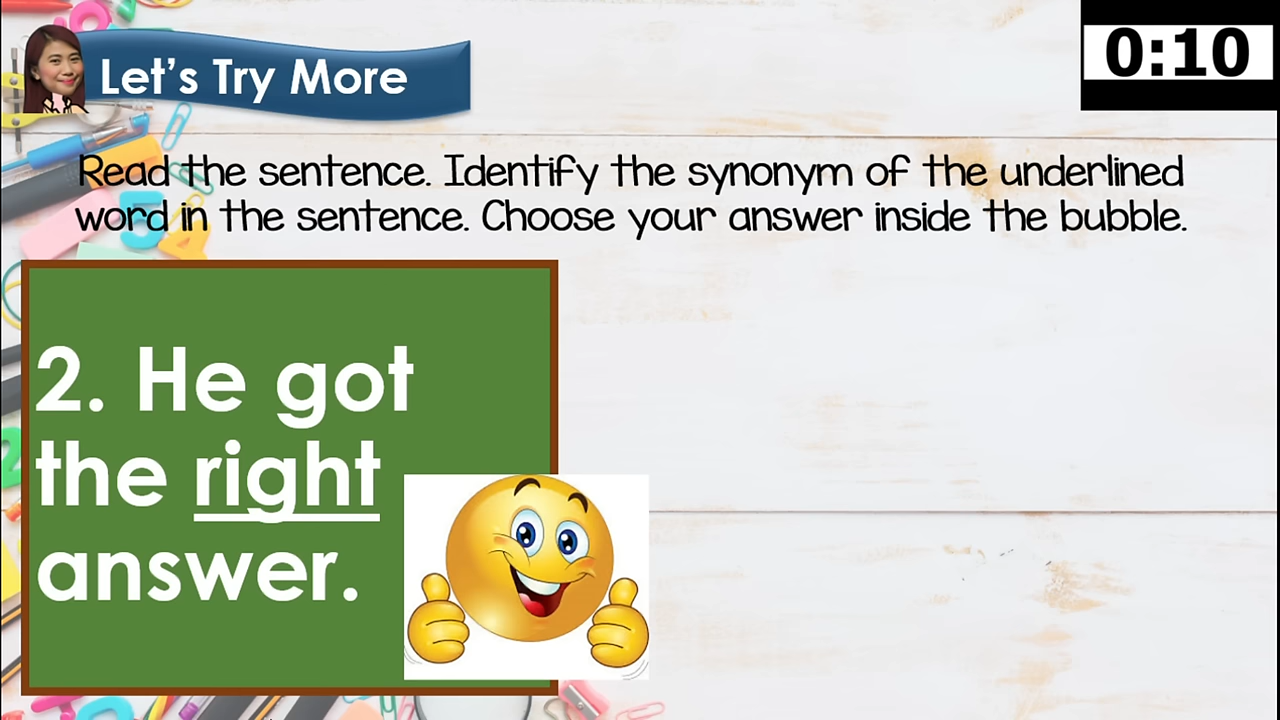 Let's Try More
0:10
Read the sentence. Identify the synonym of the underlined
word in the sentence. Choose your answer inside the bubble.
2. He got
the right
answer.